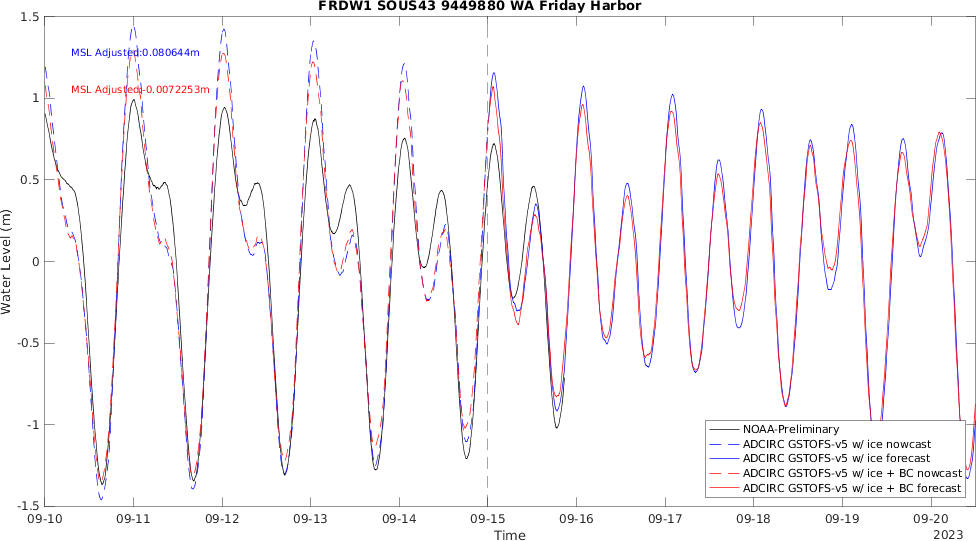 FRDW1 SOUS43 9449880 WA Friday Harbor
MSL Adjusted:0.080644m
MSL Adjusted:-0.0072253m
1.5
1
0.5
0
-0.5
-1
-1.5
Water Level (m)
09-10
09-11
09-12
09-13
09-14
09-15
09-16
09-17
09-18
09-19
09-20
2023
Time
NOAA-Preliminary
ADCIRC GSTOFS-v5 w/ ice nowcast
ADCIRC GSTOFS-v5 w/ ice forecast
ADCIRC GSTOFS-v5 w/ ice + BC nowcast
ADCIRC GSTOFS-v5 w/ ice + BC forecast